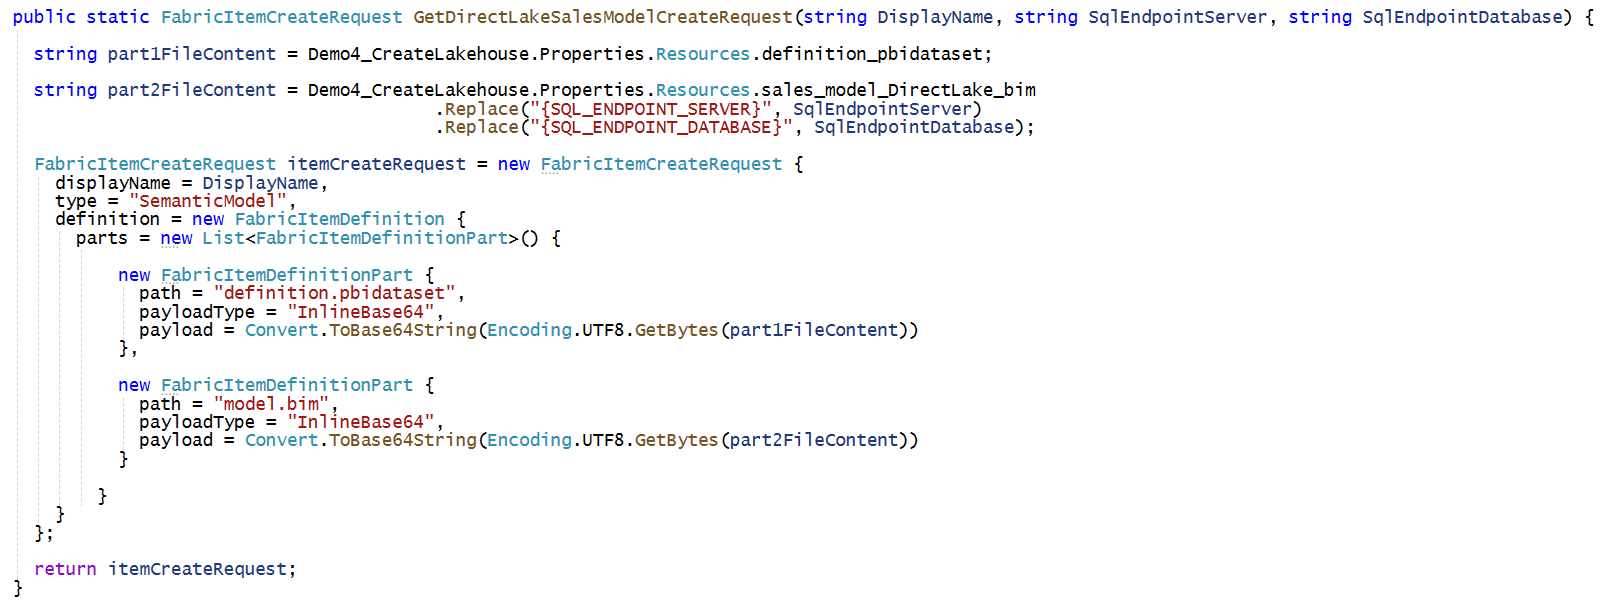 public static FabricItemCreateRequest GetDirectLakeSalesModelCreateRequest(string DisplayName, string SqlEndpointServer, string SqlEndpointDatabase) {
string part1FileContent = Demo4_CreateLakehouse.Properties.Resources.definition_pbidataset;
string part2FileContent = Demo4_CreateLakehouse.Properties.Resources.sales_model_DirectLake_bim
.Replace("{SQL_ENDPOINT_SERVER}", SqlEndpointServer)
.Replace("{SQL_ENDPOINT_DATABASE}", SqlEndpointDatabase);
FabricItemCreateRequest itemCreateRequest = new FabricItemCreateRequest {
displayName = DisplayName,
type = "SemanticModel",
definition = new FabricItemDefinition {
parts = new List<FabricItemDefinitionPart>() {
new FabricItemDefinitionPart {
path = "definition.pbidataset",
payloadType = "InlineBase64",
payload = Convert.ToBase64String(Encoding.UTF8.GetBytes(part1FileContent))
},
new FabricItemDefinitionPart {
path = "model.bim",
payloadType = "InlineBase64",
payload = Convert.ToBase64String(Encoding.UTF8.GetBytes(part2FileContent))
}
}
}
};
return itemCreateRequest;
}